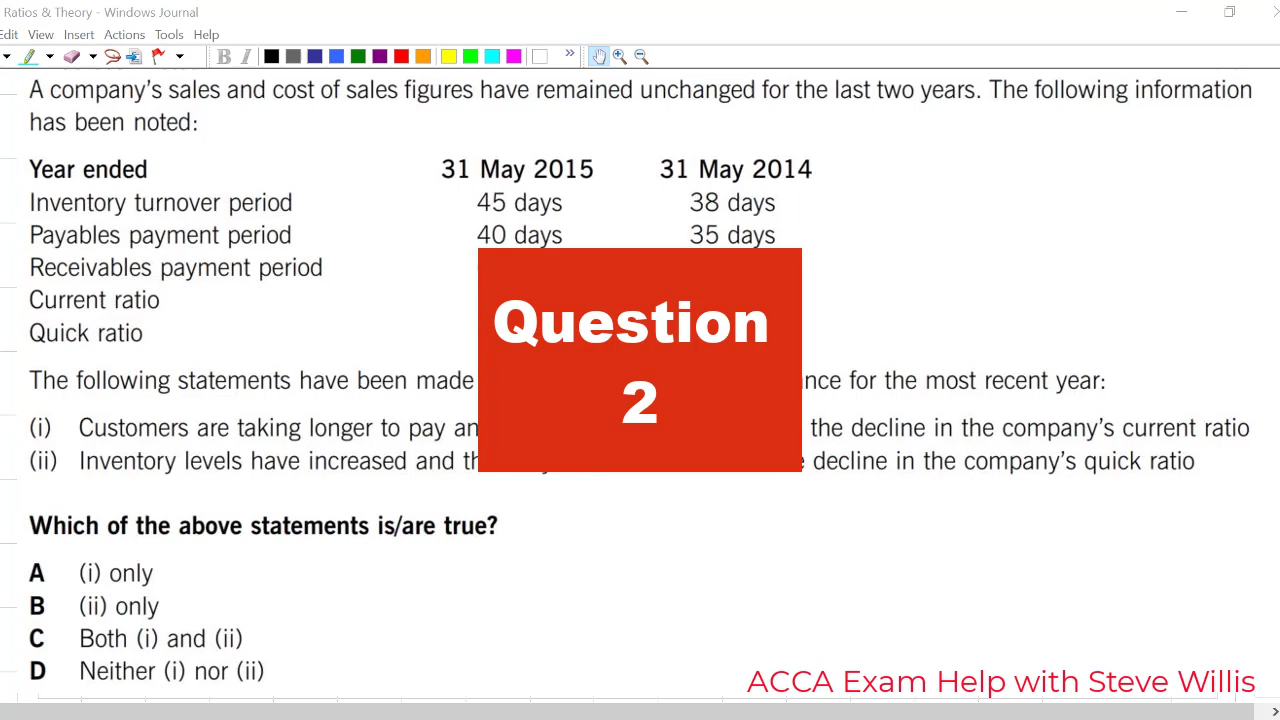 Ratios & Theory - Windows Journal
Edit View Insert Actions Tools Help
B I
A company's sales and cost of sales figures have remained unchanged for the last two years. The following information
has been noted:
Year ended 31 May 2015 31 May 2014
Inventory turnover period 45 days 38 days
Payables payment period 40 days 35 days
Receivables payment period
Current ratio
Quick ratio
Question
2
The following statements have been made for the most recent year:
(i) Customers are taking longer to pay the decline in the company's current ratio
(ii) Inventory levels have increased and decline in the company's quick ratio
Which of the above statements is/are true?
A (i) only
B (ii) only
C Both (i) and (ii)
D Neither (i) nor (ii)
ACCA Exam Help with Steve Willis